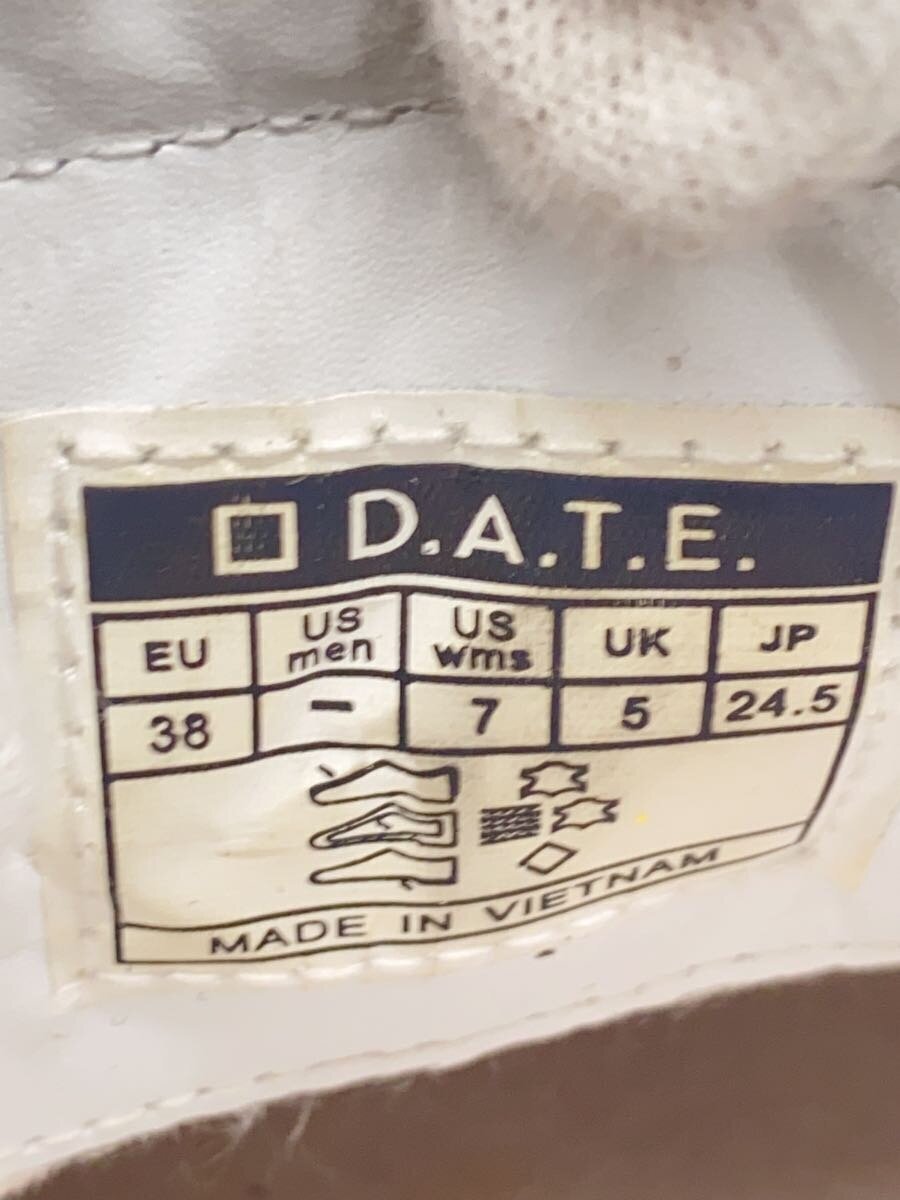 D.A.T.E.
EU US men US wms UK JP
38 - 7 5 24.5
MADE IN VIETNAM